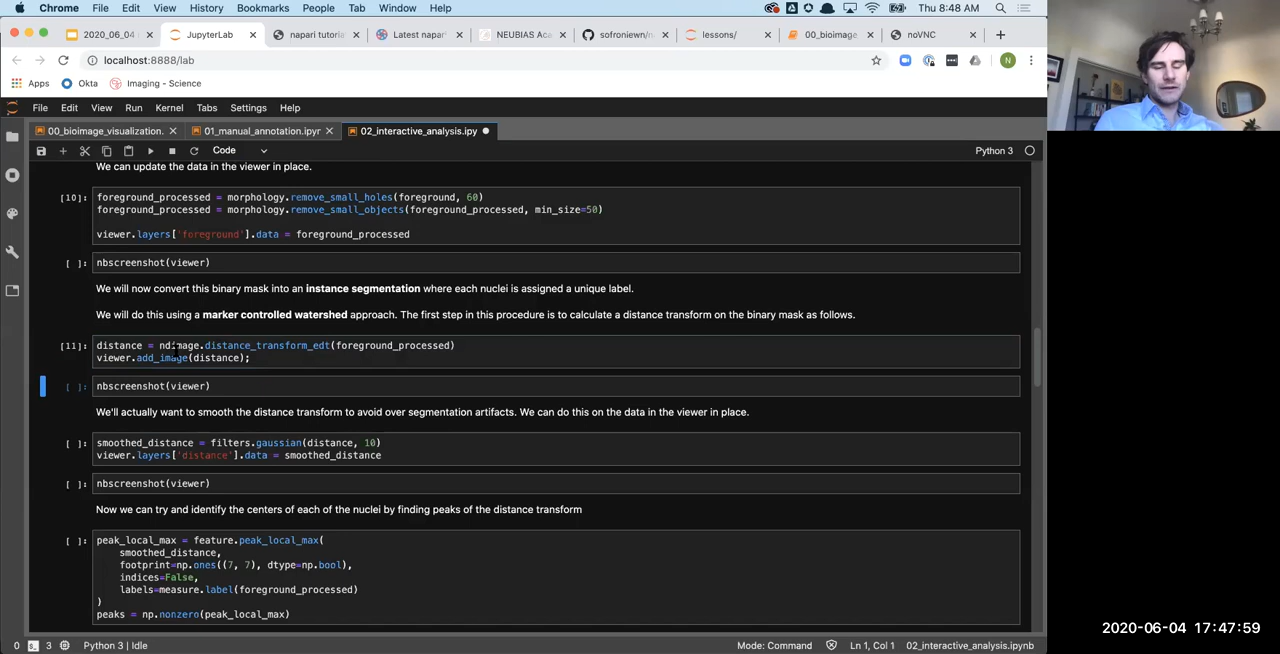 Chrome File Edit View History Bookmarks People Tab Window Help Thu 8:48 AM
2020_06_04 JupyterLab napari tutoria Latest napar NEUBIAS Aca sofroniewn/n lessons/ 00_bioimage noVNC
localhost:8888/lab N
Apps Okta Imaging - Science
File Edit View Run Kernel Tabs Settings Help
00_bioimage_visualization. 01_manual_annotation.ipyr 02_interactive_analysis.ipy
Code Python 3
We can update the data in the viewer in place.
[10]: foreground_processed = morphology.remove_small_holes(foreground, 60)
foreground_processed = morphology.remove_small_objects(foreground_processed, min_size=50)
viewer.layers['foreground'].data = foreground_processed
[ ]: nbscreenshot(viewer)
We will now convert this binary mask into an instance segmentation where each nuclei is assigned a unique label.
We will do this using a marker controlled watershed approach. The first step in this procedure is to calculate a distance transform on the binary mask as follows.
[11]: distance = ndimage.distance_transform_edt(foreground_processed)
viewer.add_image(distance);
[ ]: nbscreenshot(viewer)
We'll actually want to smooth the distance transform to avoid over segmentation artifacts. We can do this on the data in the viewer in place.
[ ]: smoothed_distance = filters.gaussian(distance, 10)
viewer.layers['distance'].data = smoothed_distance
[ ]: nbscreenshot(viewer)
Now we can try and identify the centers of each of the nuclei by finding peaks of the distance transform
[ ]: peak_local_max = feature.peak_local_max(
smoothed_distance,
footprint=np.ones((7, 7), dtype=np.bool),
indices=False,
labels=measure.label(foreground_processed)
)
peaks = np.nonzero(peak_local_max)
2020-06-04 17:47:59
0 3 Python 3 | Idle Mode: Command Ln 1, Col 1 02_interactive_analysis.ipynb